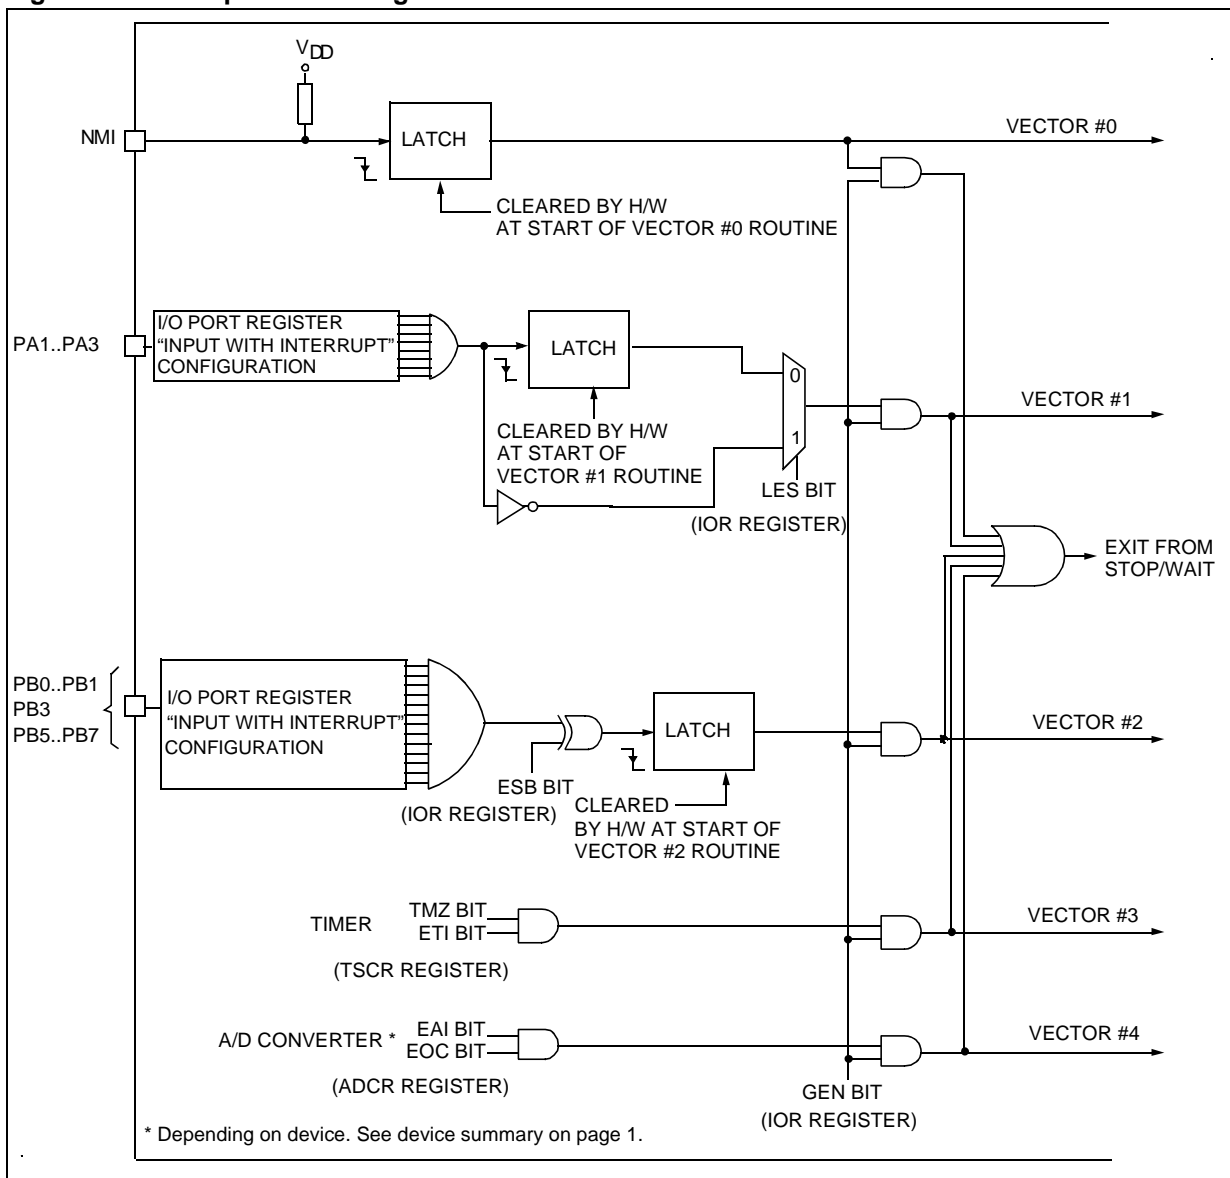 V DD
NMI
LATCH
VECTOR #0
CLEARED BY H/W
AT START OF VECTOR #0 ROUTINE
PA1..PA3
I/O PORT REGISTER
“INPUT WITH INTERRUPT”
CONFIGURATION
LATCH
0
1
VECTOR #1
CLEARED BY H/W
AT START OF
VECTOR #1 ROUTINE
LES BIT
(IOR REGISTER)
EXIT FROM
STOP/WAIT
PB0..PB1
PB3
PB5..PB7
I/O PORT REGISTER
“INPUT WITH INTERRUPT”
CONFIGURATION
LATCH
VECTOR #2
ESB BIT
(IOR REGISTER)
CLEARED
BY H/W AT START OF
VECTOR #2 ROUTINE
TIMER
TMZ BIT
ETI BIT
(TSCR REGISTER)
VECTOR #3
A/D CONVERTER *
EAI BIT
EOC BIT
(ADCR REGISTER)
VECTOR #4
GEN BIT
(IOR REGISTER)
* Depending on device. See device summary on page 1.